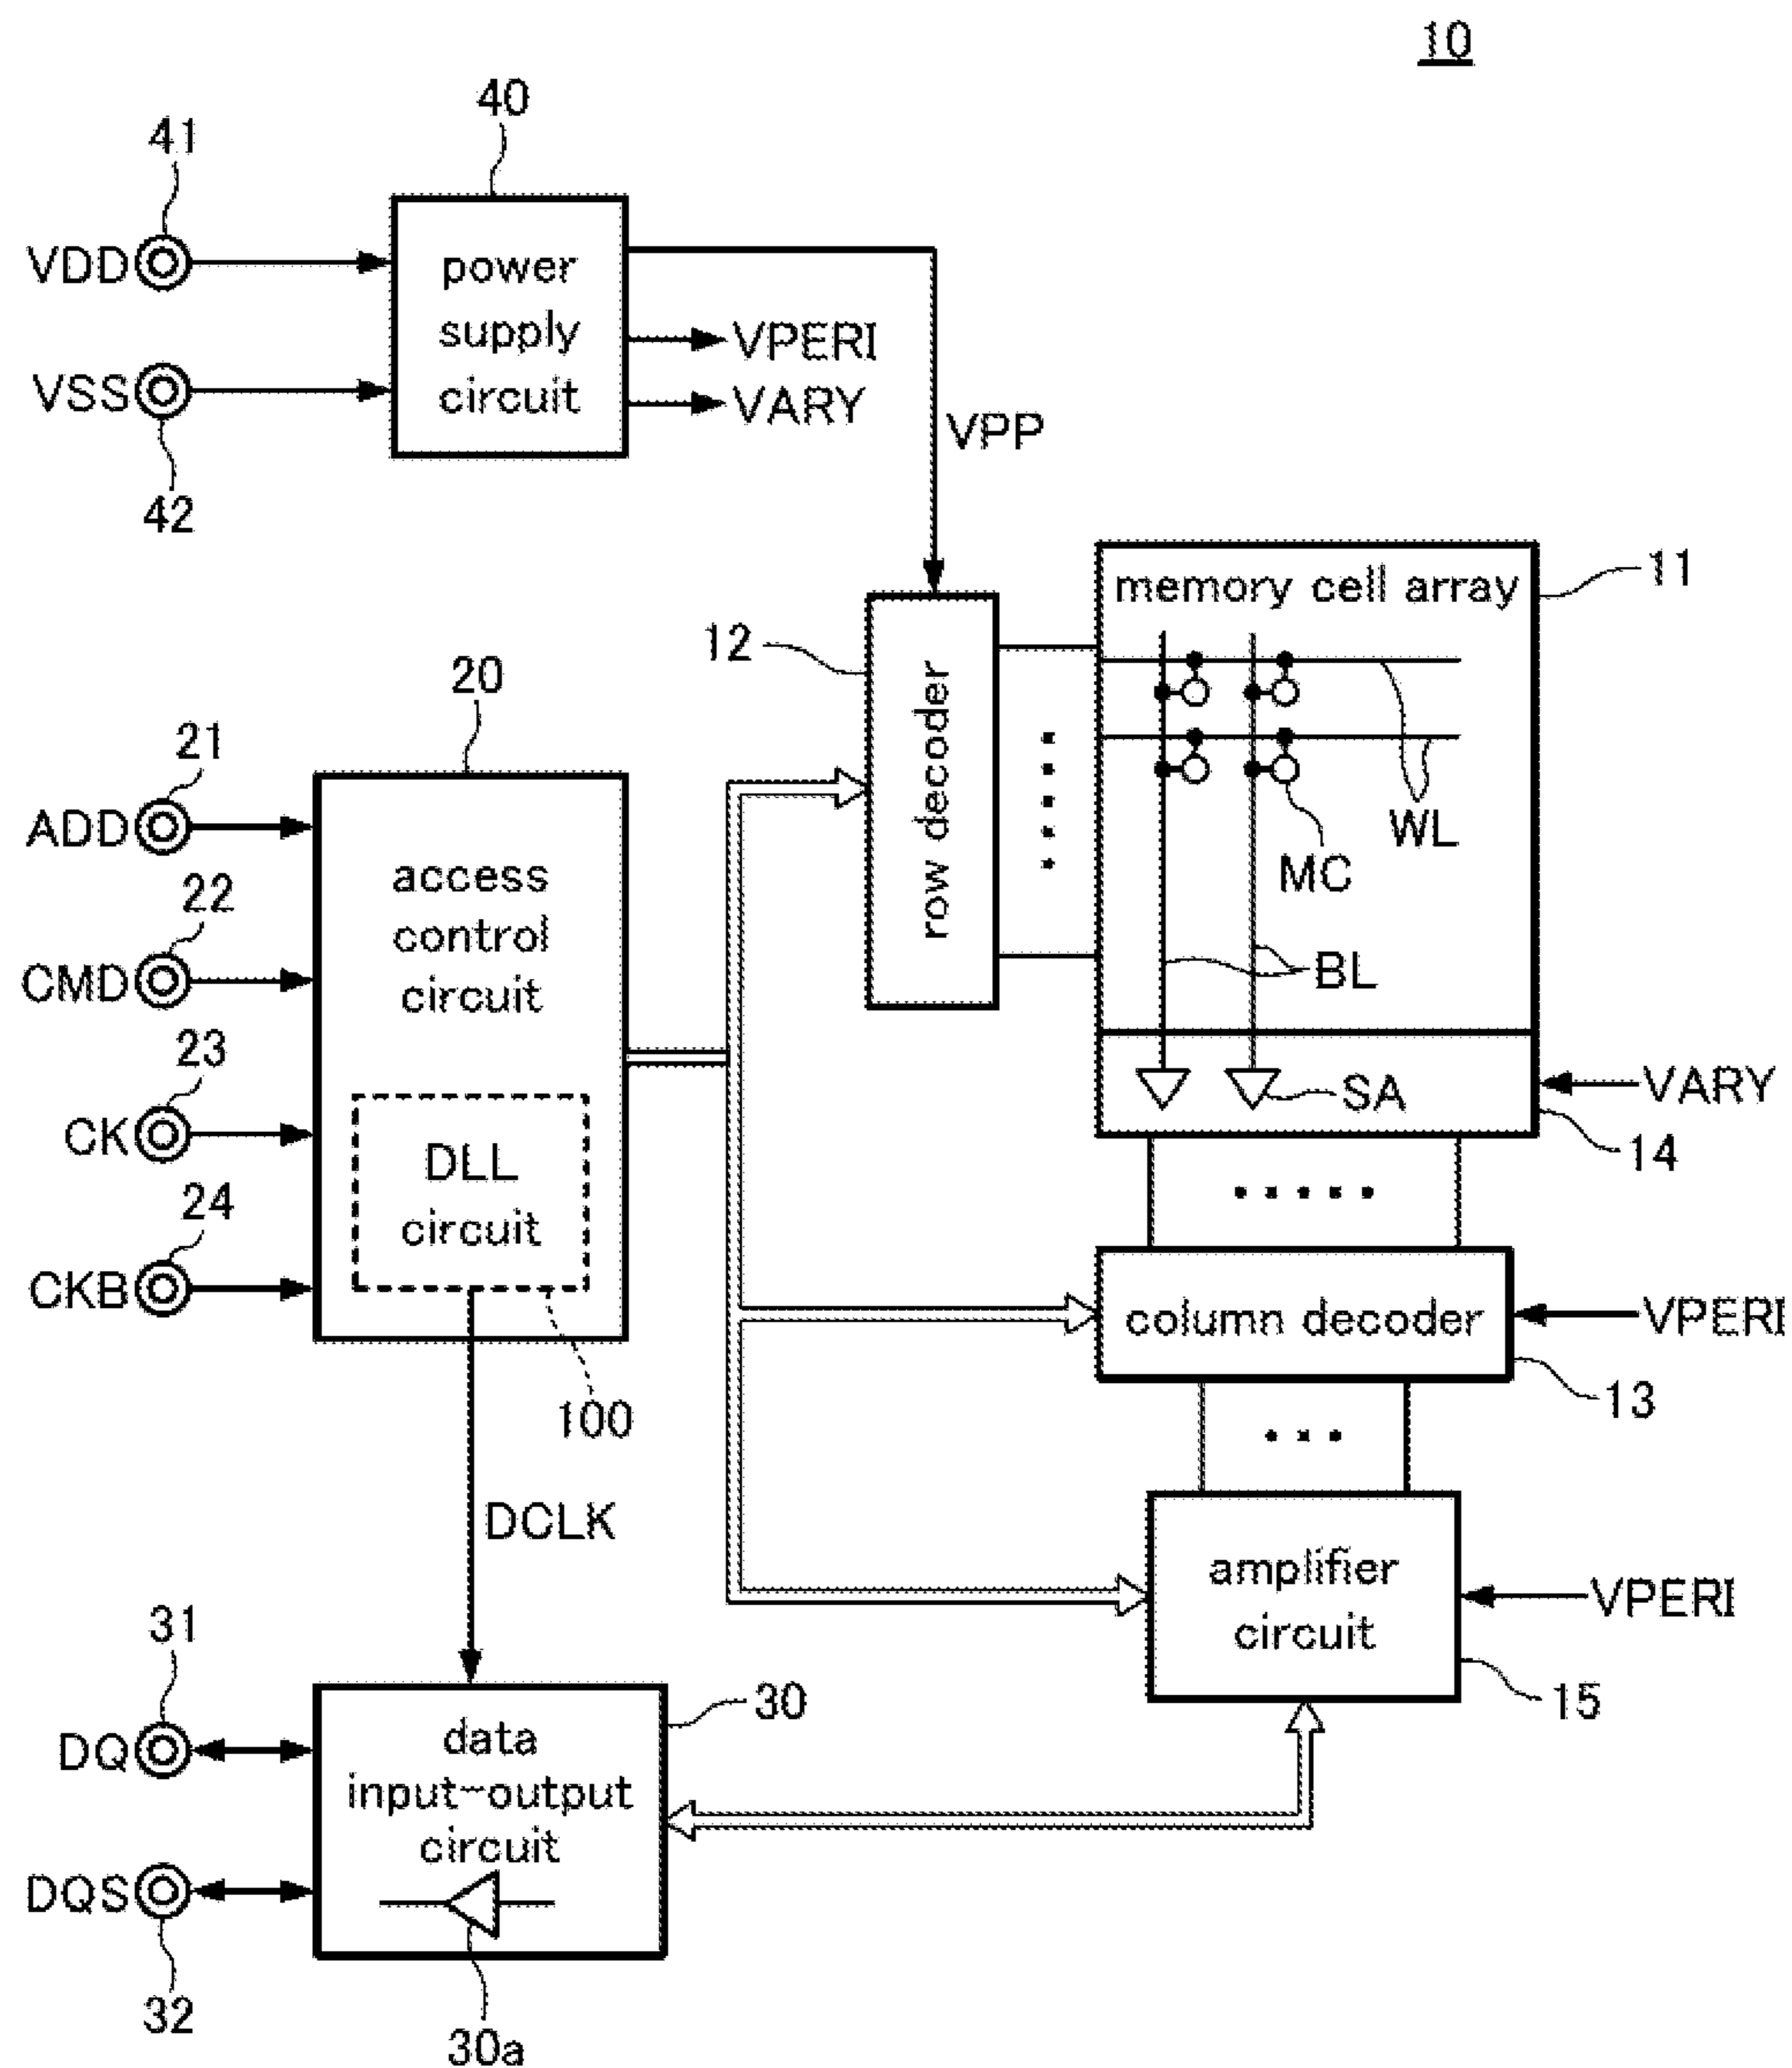 10
40
41
VDD
power
supply
circuit
VPERI
VARY
VSS
42
VPP
memory cell array
11
12
row decoder
WL
MC
BL
SA
VARY
14
20
21
ADD
22
CMD
access
control
circuit
23
CK
DLL
circuit
24
CKB
100
column decoder
VPERI
13
DCLK
amplifier
circuit
VPERI
15
31
DQ
data
input-output
circuit
30
DQS
32
30a